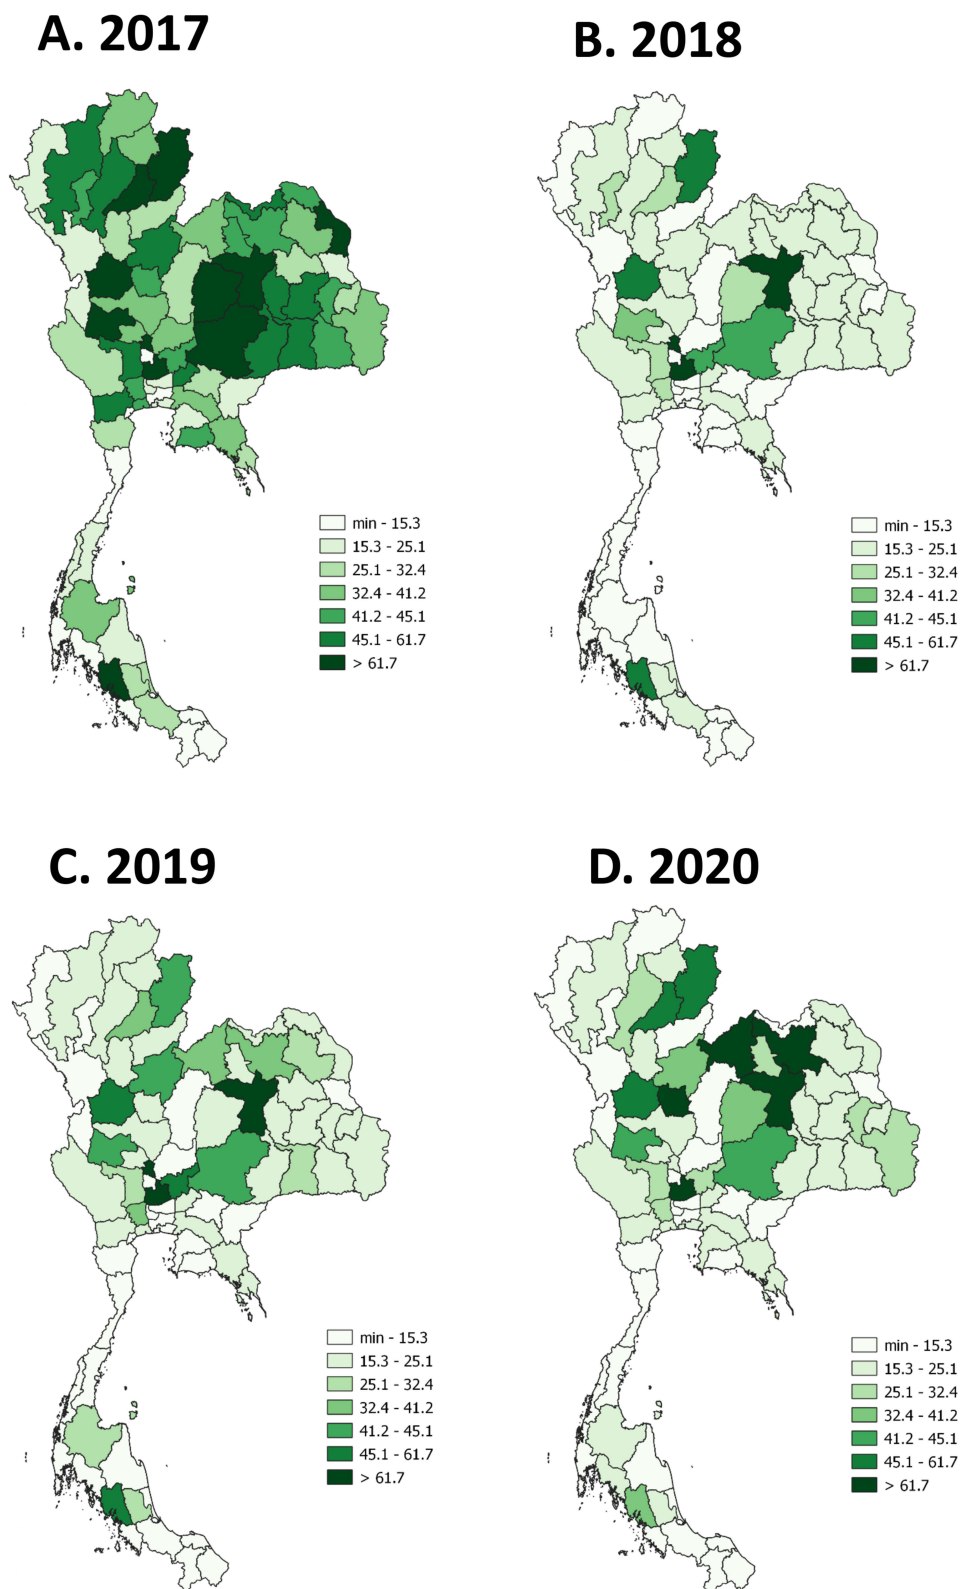 A. 2017
B. 2018
min - 15.3
15.3 - 25.1
25.1 - 32.4
32.4 - 41.2
41.2 - 45.1
45.1 - 61.7
> 61.7
min - 15.3
15.3 - 25.1
25.1 - 32.4
32.4 - 41.2
41.2 - 45.1
45.1 - 61.7
> 61.7
C. 2019
D. 2020
min - 15.3
15.3 - 25.1
25.1 - 32.4
32.4 - 41.2
41.2 - 45.1
45.1 - 61.7
> 61.7
min - 15.3
15.3 - 25.1
25.1 - 32.4
32.4 - 41.2
41.2 - 45.1
45.1 - 61.7
> 61.7